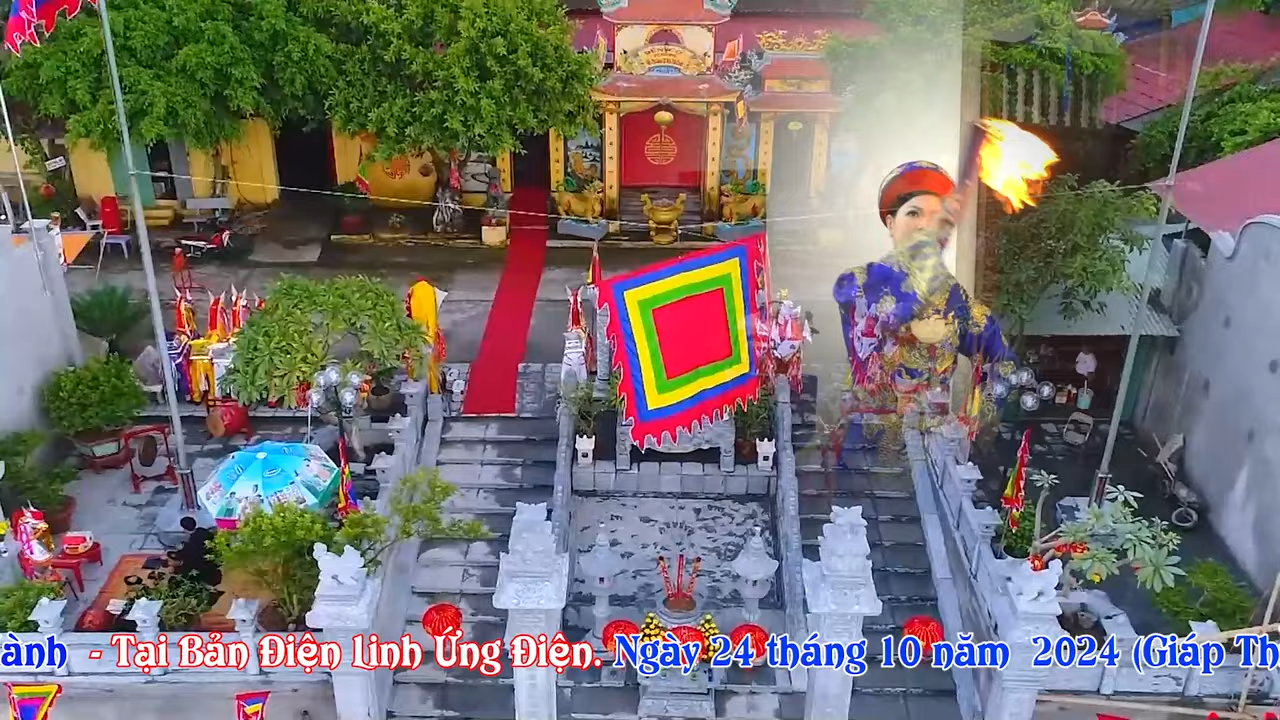 ành - Tại Bản Điện Linh Ứng Điện. Ngày 24 tháng 10 năm 2024 (Giáp Th